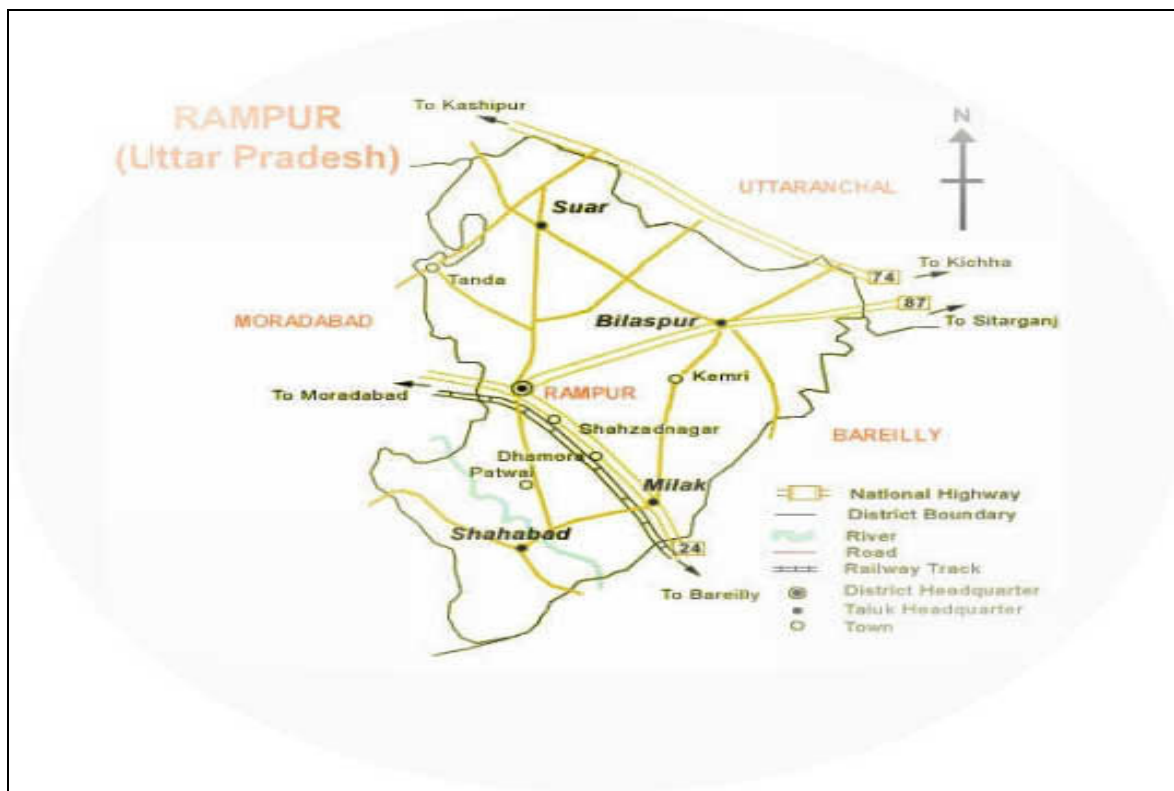 RAMPUR
(Uttar Pradesh)
To Kashipur
N
UTTARANCHAL
Suar
To Kichha
74
Tanda
87
MORADABAD
Bilaspur
To Sitarganj
Kemri
To Moradabad
RAMPUR
Shahzadnagar
BAREILLY
Dhamora
Patwai
Milak
National Highway
District Boundary
Shahabad
River
24
Road
Railway Track
To Bareilly
District Headquarter
Taluk Headquarter
Town